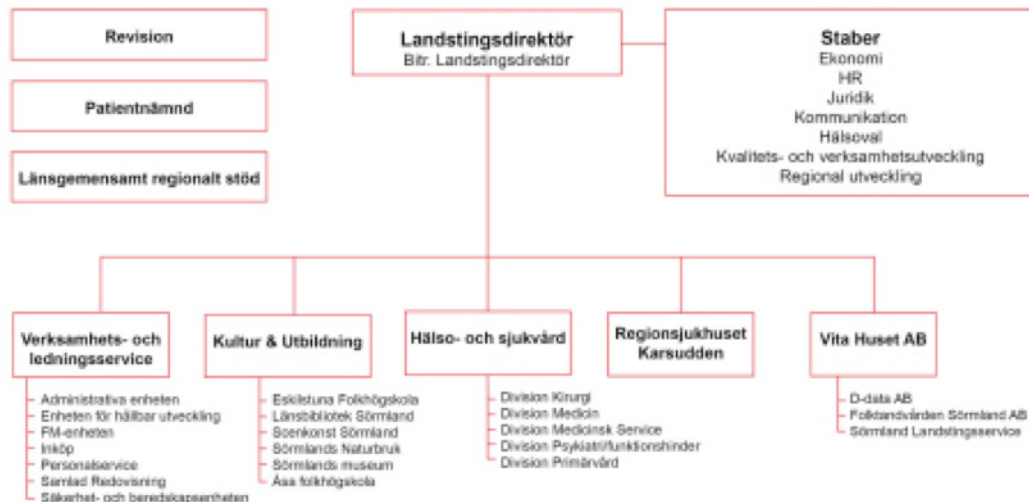 Revision
Patientnämnd
Länsgemensamt regionalt stöd
Landstingsdirektör
Bitr. Landstingsdirektör
Staber
Ekonomi
HR
Juridik
Kommunikation
Hälsoval
Kvalitets- och verksamhetsutveckling
Regional utveckling
Verksamhets- och
ledningsservice
Administrativa enheten
Enheten för hållbar utveckling
FM-enheten
Inköp
Personalservice
Samlad Redovisning
Säkerhet- och beredskapsenheten
Kultur & Utbildning
Eskilstuna Folkhögskola
Länsbibliotek Sörmland
Scenkonst Sörmland
Sörmlands Naturbruk
Sörmlands museum
Åsa folkhögskola
Hälso- och sjukvård
Division Kirurgi
Division Medicin
Division Medicinsk Service
Division Psykiatri/funktionshinder
Division Primärvård
Regionsjukhuset
Karsudden
Vita Huset AB
D-data AB
Folktandvården Sörmland AB
Sörmland Landstingsservice